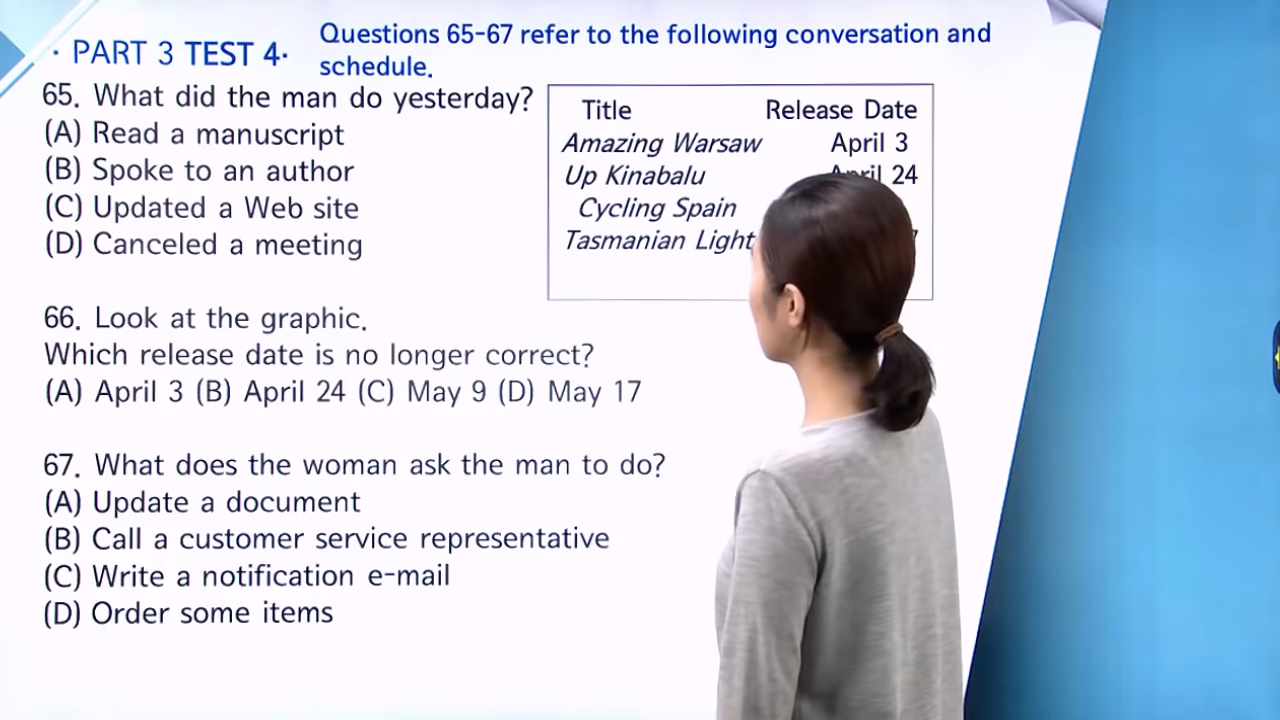 · PART 3 TEST 4·
Questions 65-67 refer to the following conversation and
schedule.
65. What did the man do yesterday?
(A) Read a manuscript
(B) Spoke to an author
(C) Updated a Web site
(D) Canceled a meeting
Title Release Date
Amazing Warsaw April 3
Up Kinabalu April 24
Cycling Spain
Tasmanian Light
66. Look at the graphic.
Which release date is no longer correct?
(A) April 3 (B) April 24 (C) May 9 (D) May 17
67. What does the woman ask the man to do?
(A) Update a document
(B) Call a customer service representative
(C) Write a notification e-mail
(D) Order some items